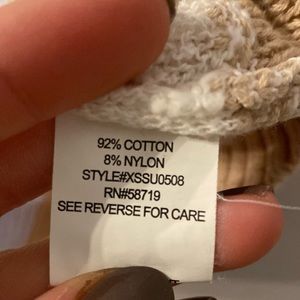 92% COTTON
8% NYLON
STYLE#XSSU0508
RN#58719
SEE REVERSE FOR CARE